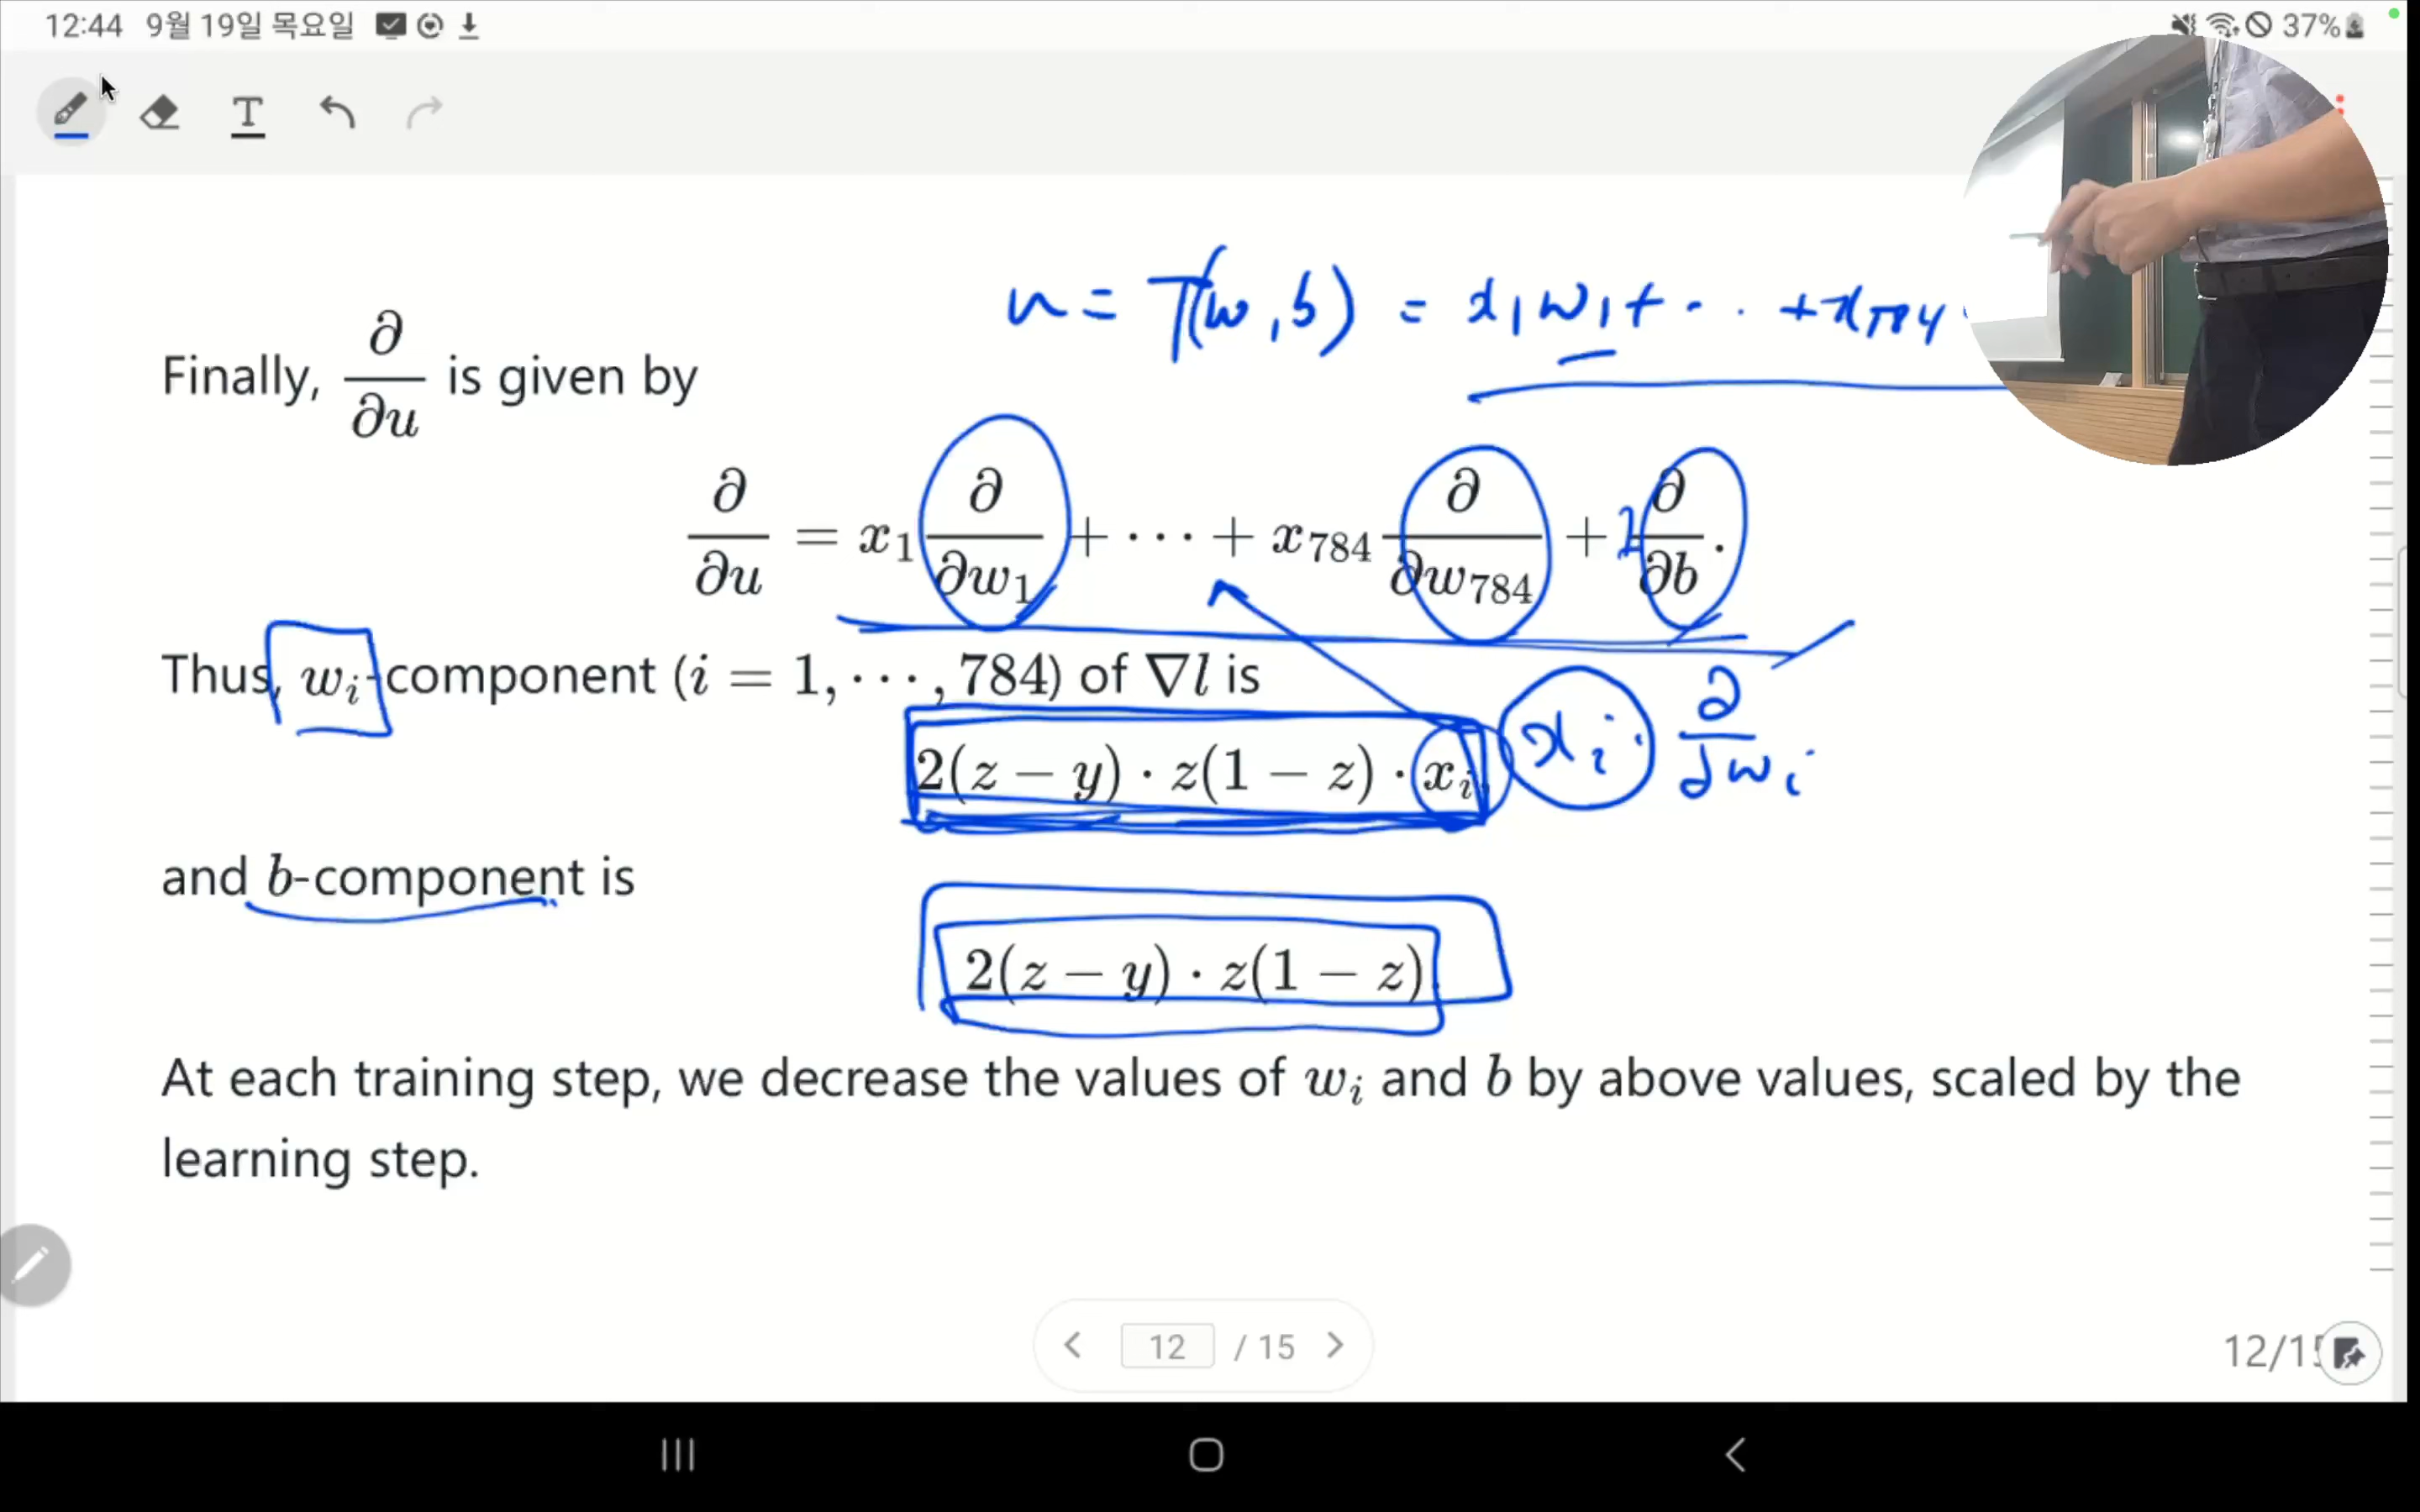 12:44 9월 19일 목요일 37%
T
u = T(w, b) = x₁w₁ + ·· + x₇₈₄
Finally, ∂/∂u is given by
∂/∂u = x₁ ∂/∂w₁ + ··· + x₇₈₄ ∂/∂w₇₈₄ + 1 ∂/∂b.
Thus, wᵢ-component (i = 1, ··· , 784) of ∇l is
2(z − y) · z(1 − z) · xᵢ xᵢ · ∂/∂wᵢ
and b-component is
2(z − y) · z(1 − z)
At each training step, we decrease the values of wᵢ and b by above values, scaled by the
learning step.
12 / 15
12/15